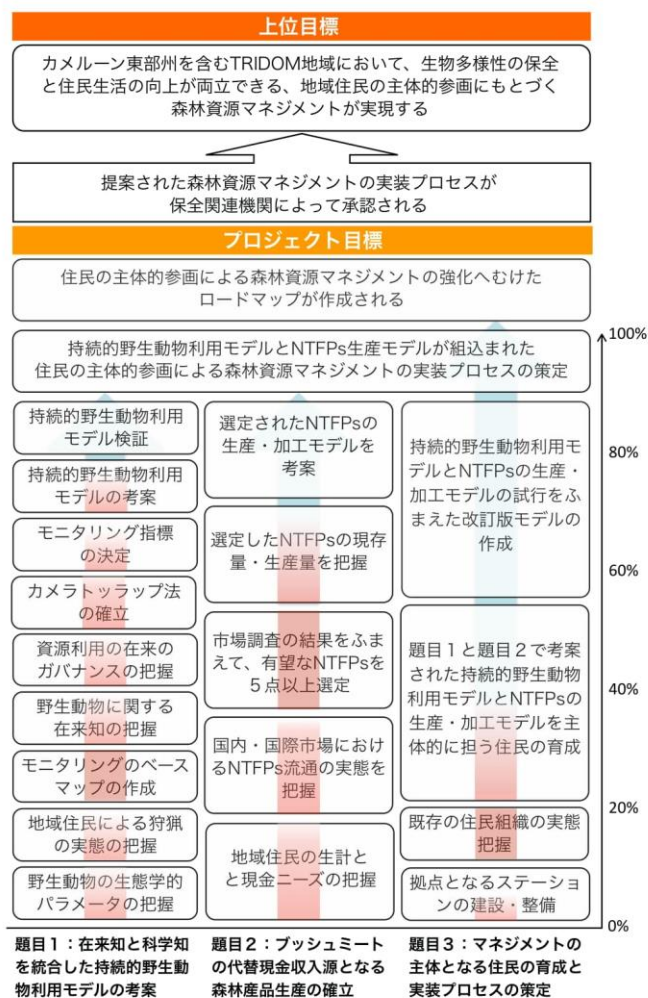 上位目標
カメルーン東部州を含むTRIDOM地域において、生物多様性の保全
と住民生活の向上が両立できる、地域住民の主体的参画にもとづく
森林資源マネジメントが実現する
提案された森林資源マネジメントの実装プロセスが
保全関連機関によって承認される
プロジェクト目標
住民の主体的参画による森林資源マネジメントの強化へむけた
ロードマップが作成される
持続的野生動物利用モデルとNTFPs生産モデルが組込まれた
住民の主体的参画による森林資源マネジメントの実装プロセスの策定
持続的野生動物利用
モデル検証
持続的野生動物利用
モデルの考案
モニタリング指標
の決定
カメラトッラップ法
の確立
資源利用の在来の
ガバナンスの把握
野生動物に関する
在来知の把握
モニタリングのベース
マップの作成
地域住民による狩猟
の実態の把握
野生動物の生態学的
パラメータの把握
題目1：在来知と科学知
を統合した持続的野生動
物利用モデルの考案
選定されたNTFPsの
生産・加工モデルを
考案
選定したNTFPsの現存
量・生産量を把握
市場調査の結果をふま
えて、有望なNTFPsを
5点以上選定
国内・国際市場におけ
るNTFPs流通の実態を
把握
地域住民の生計と
と現金ニーズの把握
題目2：ブッシュミート
の代替現金収入源となる
森林産品生産の確立
持続的野生動物利用モ
デルとNTFPsの生産・
加工モデルの試行をふ
まえた改訂版モデルの
作成
題目1と題目2で考案
された持続的野生動物
利用モデルとNTFPsの
生産・加工モデルを主
体的に担う住民の育成
既存の住民組織の実態
把握
拠点となるステーショ
ンの建設・整備
題目3：マネジメントの
主体となる住民の育成と
実装プロセスの策定
100%
80%
60%
40%
20%
0%